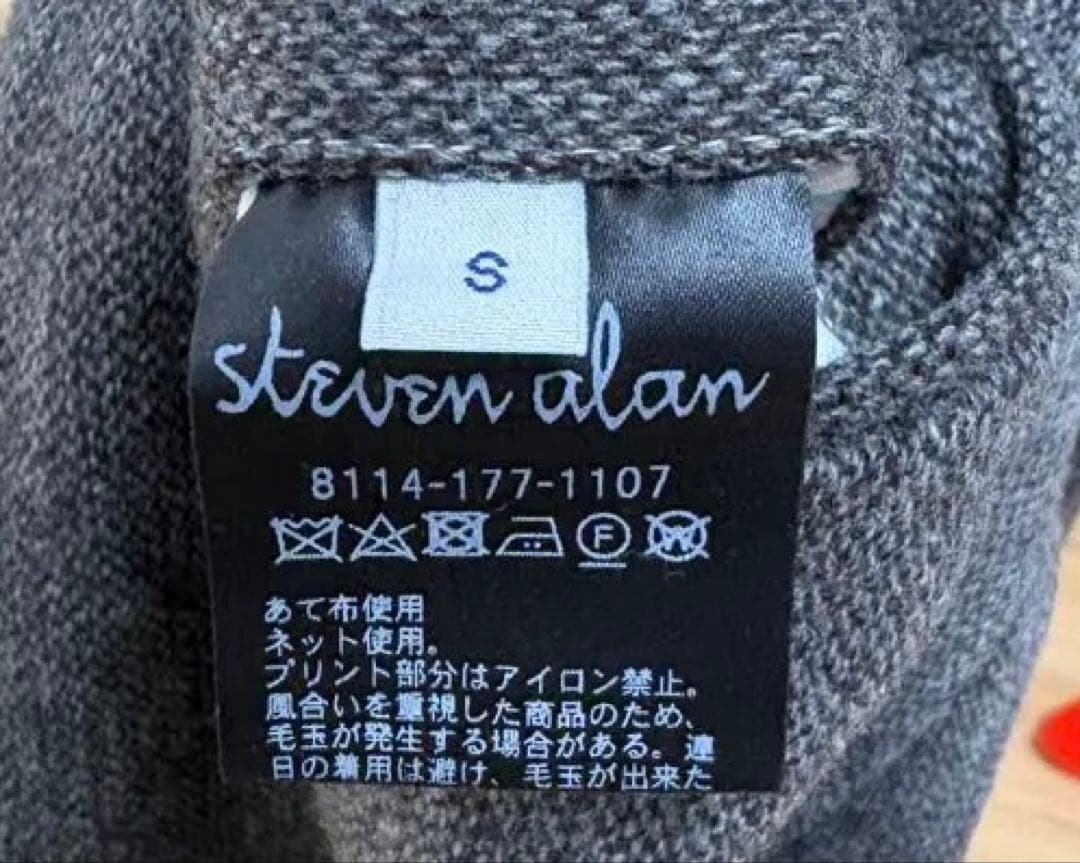 S
steven alan
8114-177-1107
F W
あて布使用
ネット使用。
プリント部分はアイロン禁止。
風合いを重視した商品のため、
毛玉が発生する場合がある。連
日の着用は避け、毛玉が出来た